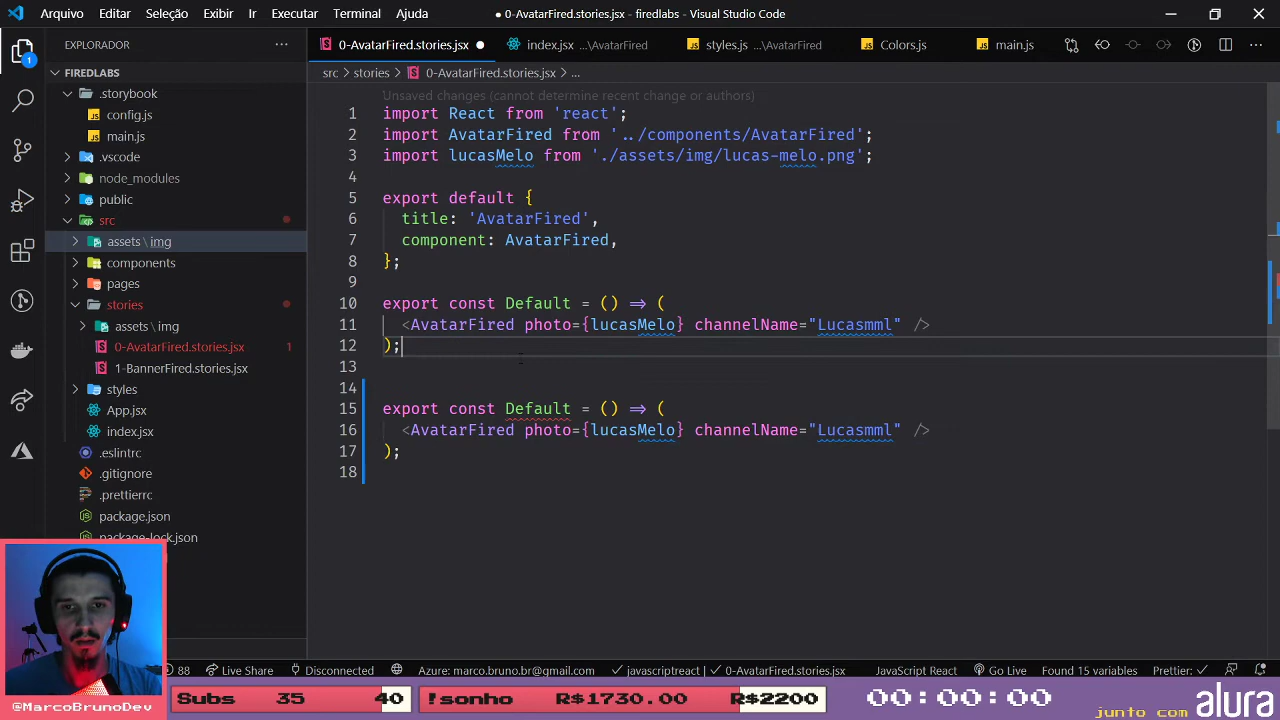 Arquivo Editar Seleção Exibir Ir Executar Terminal Ajuda
● 0-AvatarFired.stories.jsx - firedlabs - Visual Studio Code
EXPLORADOR
1
FIREDLABS
.storybook
config.js
main.js
.vscode
node_modules
public
src
assets \ img
components
pages
stories
assets \ img
0-AvatarFired.stories.jsx 1
1-BannerFired.stories.jsx
styles
App.jsx
index.jsx
.eslintrc
.gitignore
.prettierrc
package.json
package-lock.json
0-AvatarFired.stories.jsx ●
index.jsx ...\AvatarFired
styles.js ...\AvatarFired
Colors.js
main.js
src > stories > 0-AvatarFired.stories.jsx > ...
Unsaved changes (cannot determine recent change or authors)
1 import React from 'react';
2 import AvatarFired from '../components/AvatarFired';
3 import lucasMelo from './assets/img/lucas-melo.png';
4
5 export default {
6 title: 'AvatarFired',
7 component: AvatarFired,
8 };
9
10 export const Default = () => (
11 <AvatarFired photo={lucasMelo} channelName="Lucasmml" />
12 );
13
14
15 export const Default = () => (
16 <AvatarFired photo={lucasMelo} channelName="Lucasmml" />
17 );
18
88 Live Share Disconnected Azure: marco.bruno.br@gmail.com ✓ javascriptreact ✓ 0-AvatarFired.stories.jsx JavaScript React Go Live Found 15 variables Prettier: ✓
@MarcoBrunoDev
Subs 35 40
!sonho R$1730.00 R$2200
00:00:00
junto com alura